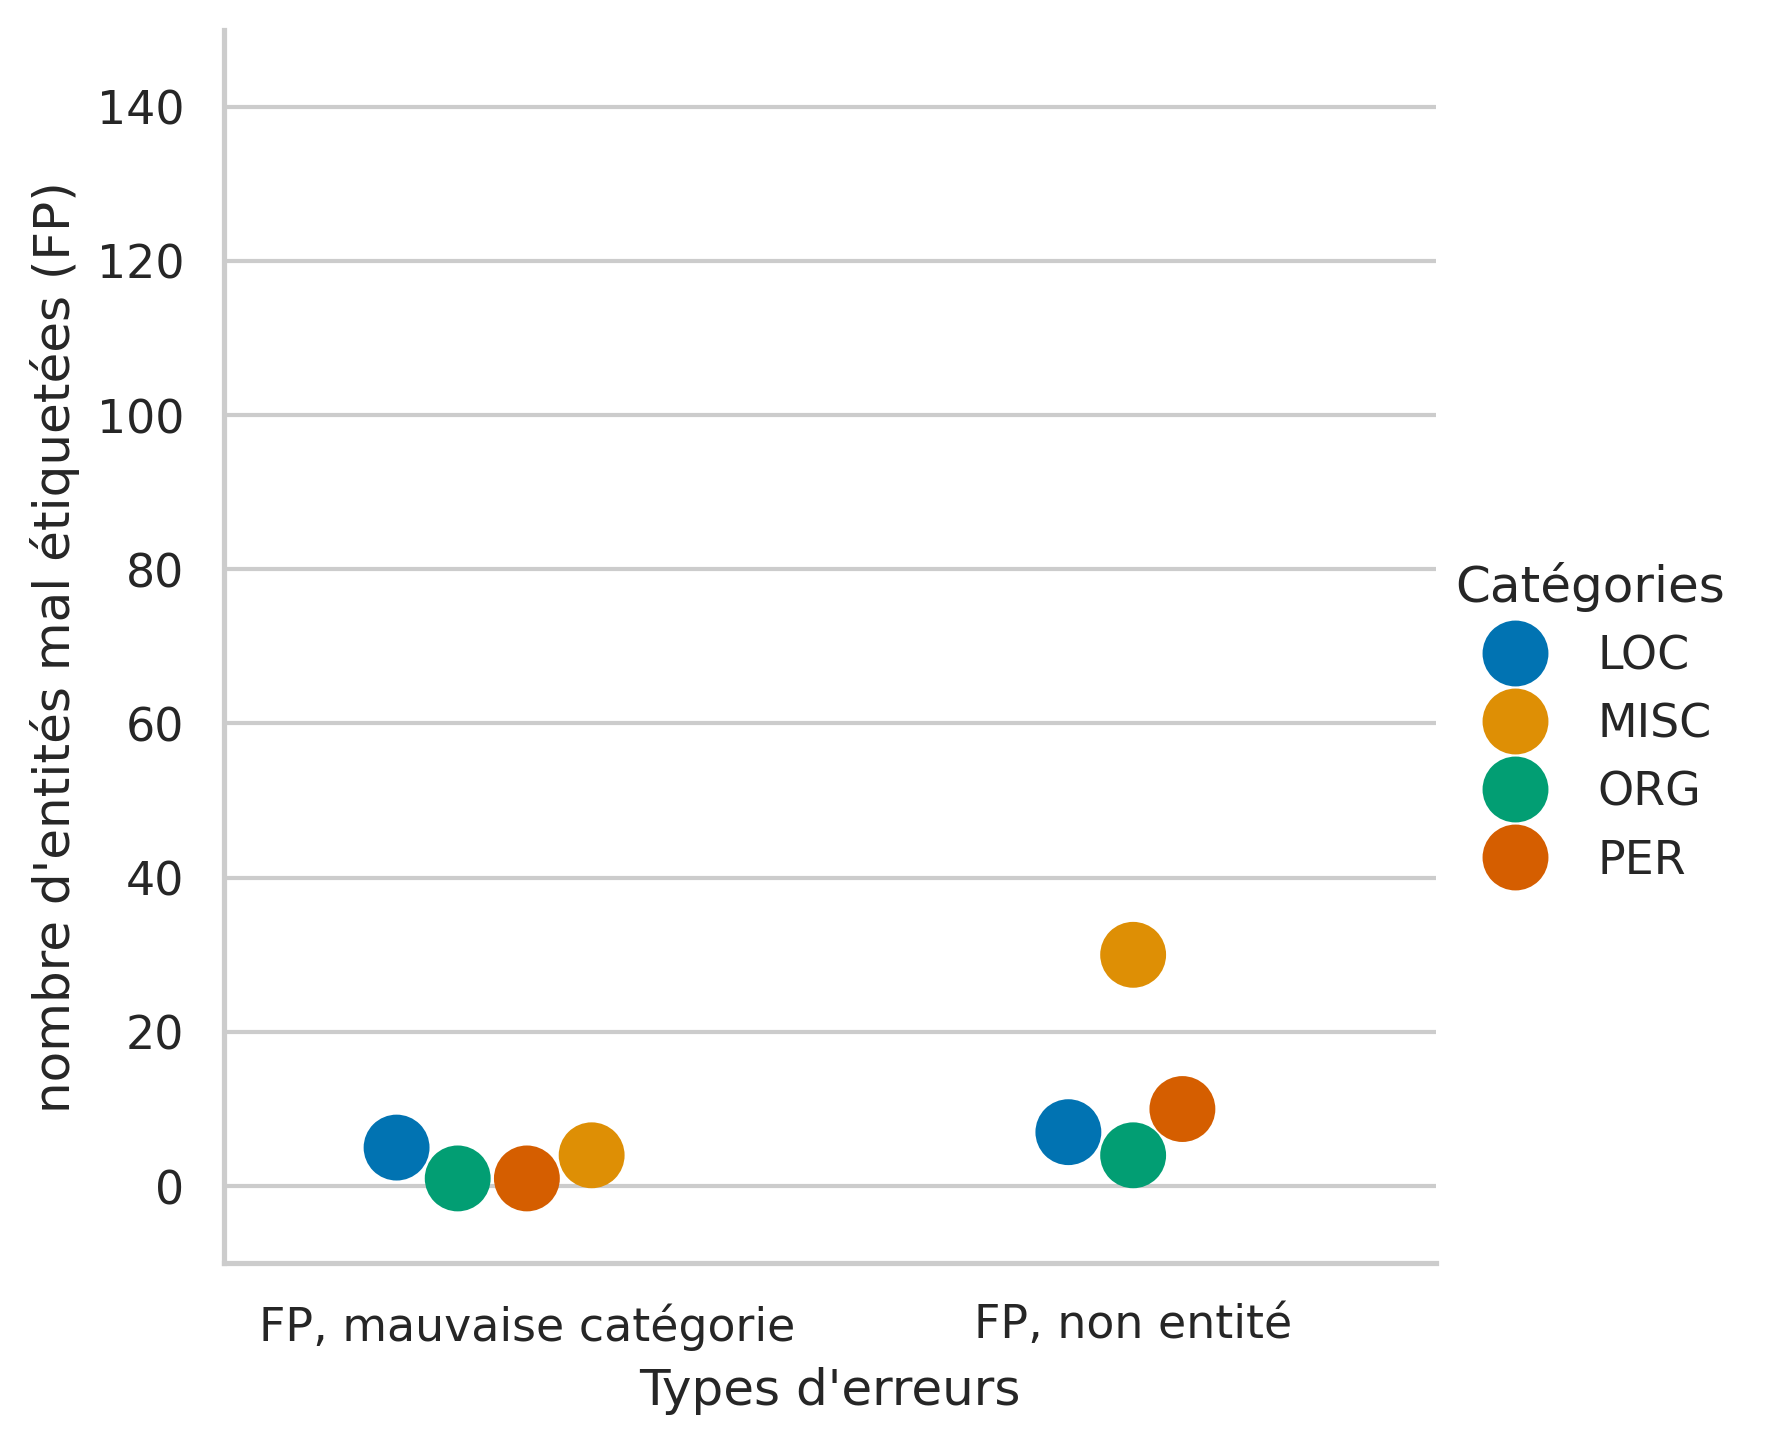 nombre d'entités mal étiquetées (FP)
140
120
100
80
60
40
20
0
FP, mauvaise catégorie
FP, non entité
Types d'erreurs
Catégories
LOC
MISC
ORG
PER